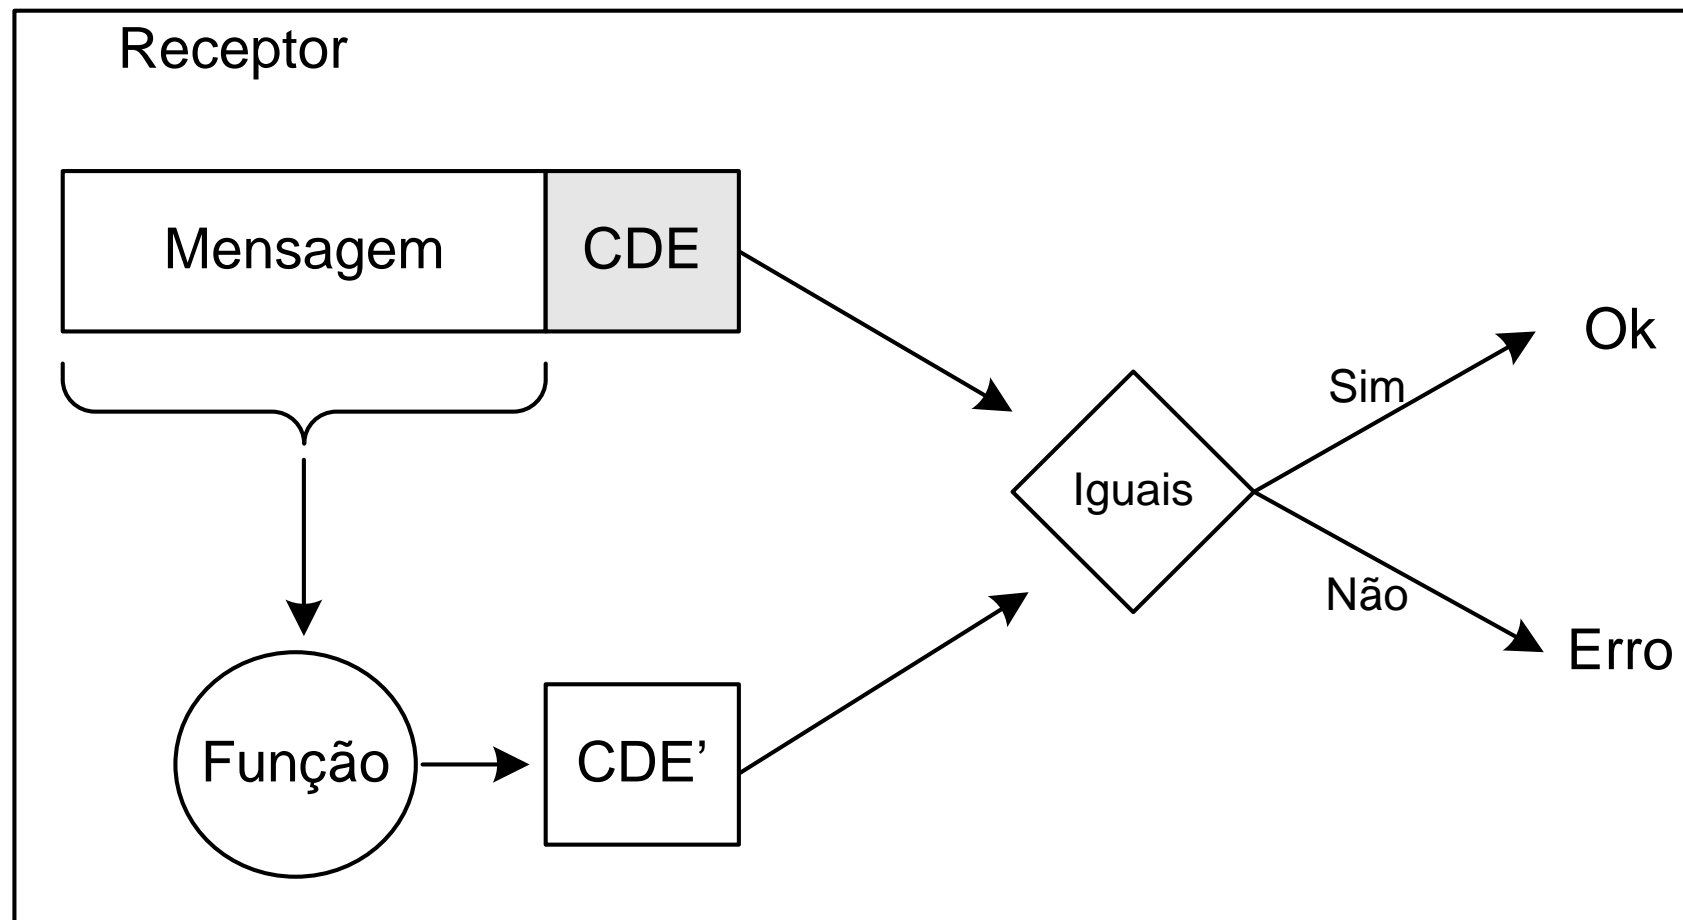 Receptor
Mensagem
CDE
Ok
Sim
Iguais
Não
Erro
Função
CDE’